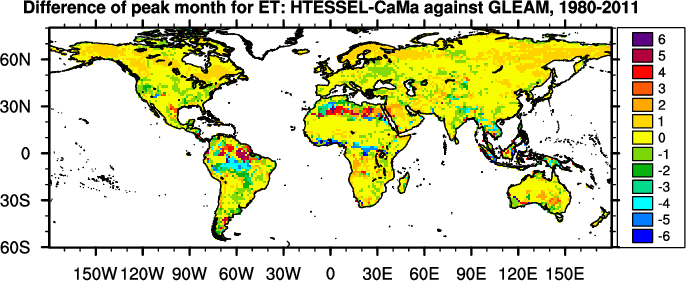 Difference of peak month for ET: HTESSEL-CaMa against GLEAM, 1980-2011
6
5
4
3
2
1
0
-1
-2
-3
-4
-5
-6
60N
30N
0
30S
60S
150W 120W 90W 60W 30W 0 30E 60E 90E 120E 150E